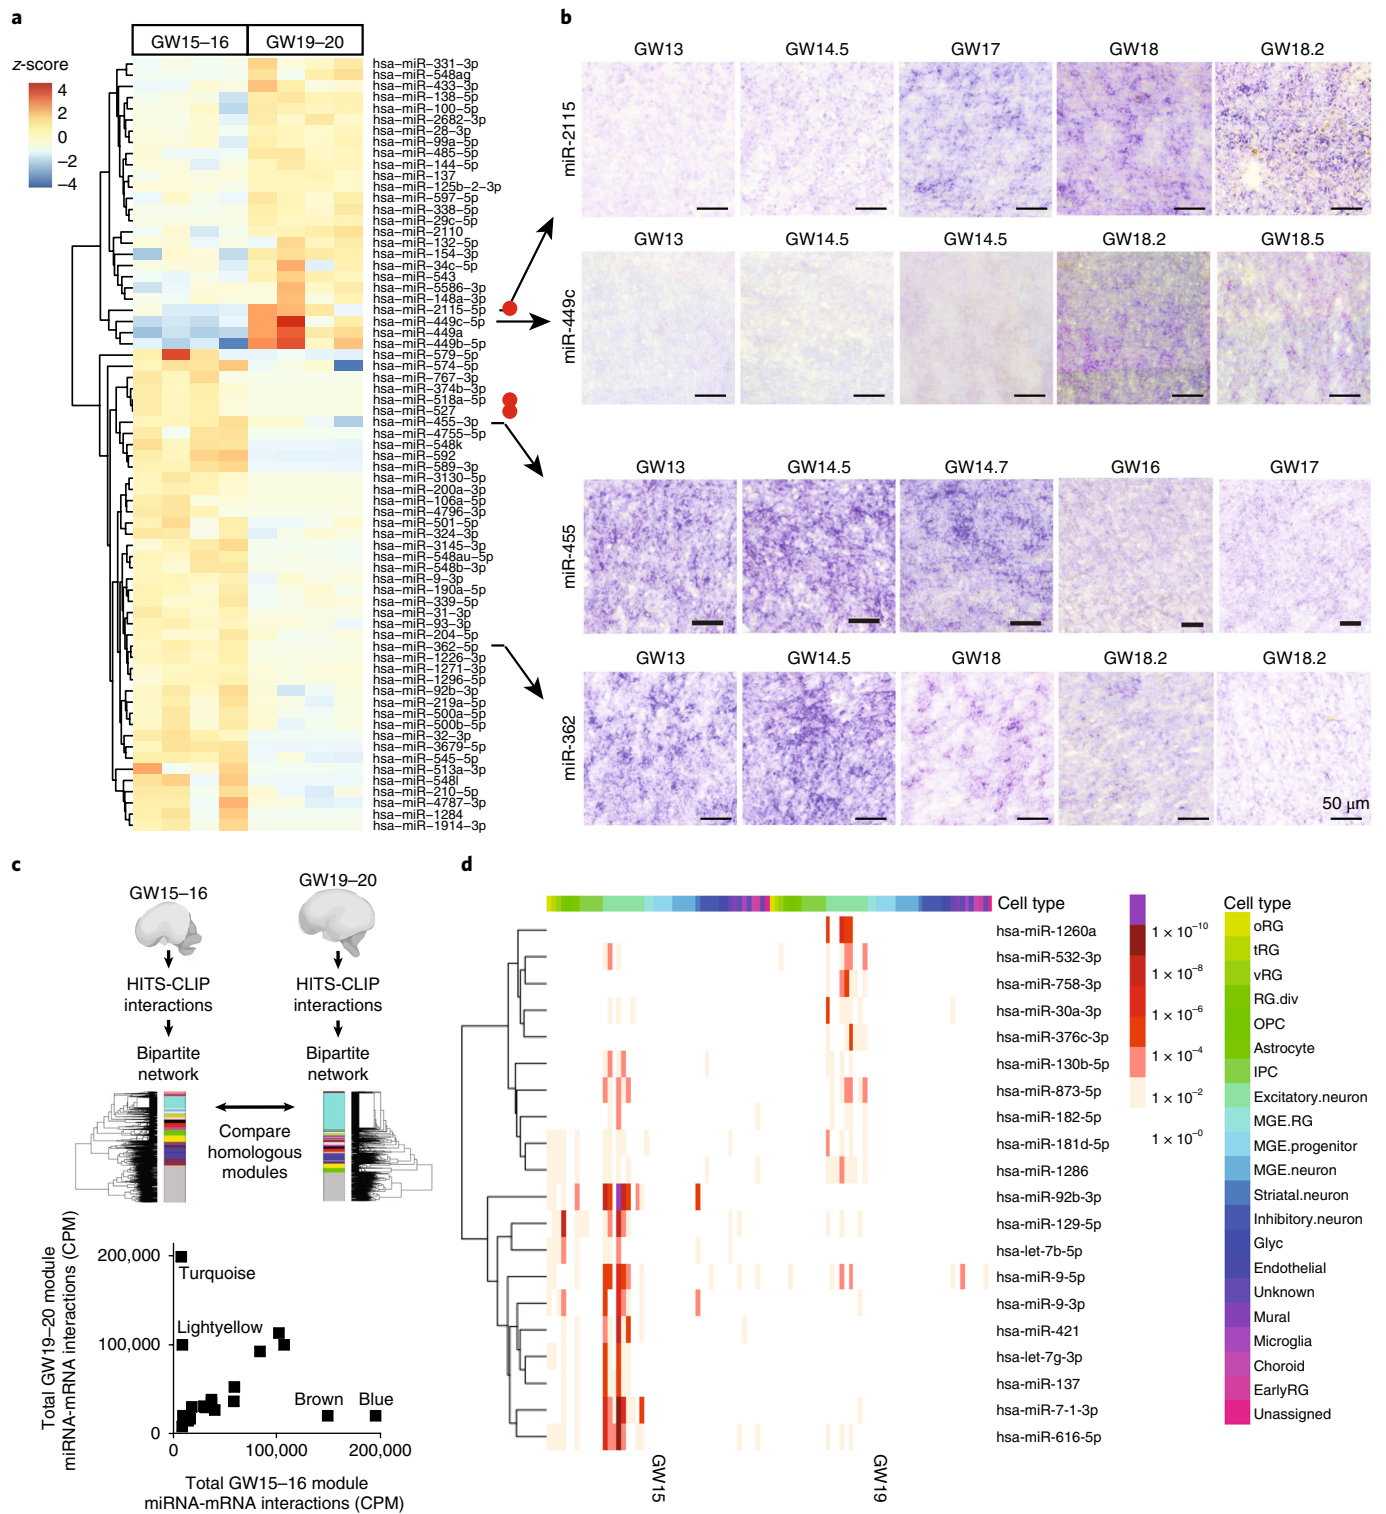 a
GW15–16 GW19–20
z-score
4
2
0
–2
–4
hsa–miR–331–3p
hsa–miR–548ag
hsa–miR–433–3p
hsa–miR–138–5p
hsa–miR–100–5p
hsa–miR–2682–3p
hsa–miR–28–3p
hsa–miR–99a–5p
hsa–miR–485–5p
hsa–miR–144–5p
hsa–miR–137
hsa–miR–125b–2–3p
hsa–miR–597–5p
hsa–miR–338–5p
hsa–miR–29c–5p
hsa–miR–2110
hsa–miR–132–5p
hsa–miR–154–3p
hsa–miR–34c–5p
hsa–miR–543
hsa–miR–5586–3p
hsa–miR–148a–3p
hsa–miR–2115–5p
hsa–miR–449c–5p
hsa–miR–449a
hsa–miR–449b–5p
hsa–miR–579–5p
hsa–miR–574–5p
hsa–miR–767–3p
hsa–miR–374b–3p
hsa–miR–518a–5p
hsa–miR–527
hsa–miR–455–3p
hsa–miR–4755–5p
hsa–miR–548k
hsa–miR–592
hsa–miR–589–3p
hsa–miR–3130–5p
hsa–miR–200a–3p
hsa–miR–106a–5p
hsa–miR–4796–3p
hsa–miR–501–5p
hsa–miR–324–3p
hsa–miR–3145–3p
hsa–miR–548au–5p
hsa–miR–548b–3p
hsa–miR–9–3p
hsa–miR–190a–5p
hsa–miR–339–5p
hsa–miR–31–3p
hsa–miR–93–3p
hsa–miR–204–5p
hsa–miR–362–5p
hsa–miR–1226–3p
hsa–miR–1271–3p
hsa–miR–1296–5p
hsa–miR–92b–3p
hsa–miR–219a–5p
hsa–miR–500a–5p
hsa–miR–500b–5p
hsa–miR–32–3p
hsa–miR–3679–5p
hsa–miR–545–5p
hsa–miR–513a–3p
hsa–miR–548l
hsa–miR–210–5p
hsa–miR–4787–3p
hsa–miR–1284
hsa–miR–1914–3p
b
GW13 GW14.5 GW17 GW18 GW18.2
miR-2115
GW13 GW14.5 GW14.5 GW18.2 GW18.5
miR-449c
GW13 GW14.5 GW14.7 GW16 GW17
miR-455
GW13 GW14.5 GW18 GW18.2 GW18.2
miR-362
50 μm
c
GW15–16 GW19–20
HITS-CLIP interactions
HITS-CLIP interactions
Bipartite network
Bipartite network
Compare
homologous
modules
Total GW19–20 module
miRNA-mRNA interactions (CPM)
200,000
100,000
0
Turquoise
Lightyellow
Brown Blue
0 100,000 200,000
Total GW15–16 module
miRNA-mRNA interactions (CPM)
d
Cell type
hsa-miR-1260a
hsa-miR-532-3p
hsa-miR-758-3p
hsa-miR-30a-3p
hsa-miR-376c-3p
hsa-miR-130b-5p
hsa-miR-873-5p
hsa-miR-182-5p
hsa-miR-181d-5p
hsa-miR-1286
hsa-miR-92b-3p
hsa-miR-129-5p
hsa-let-7b-5p
hsa-miR-9-5p
hsa-miR-9-3p
hsa-miR-421
hsa-let-7g-3p
hsa-miR-137
hsa-miR-7-1-3p
hsa-miR-616-5p
GW15 GW19
1 × 10–10
1 × 10–8
1 × 10–6
1 × 10–4
1 × 10–2
1 × 10–0
Cell type
oRG
tRG
vRG
RG.div
OPC
Astrocyte
IPC
Excitatory.neuron
MGE.RG
MGE.progenitor
MGE.neuron
Striatal.neuron
Inhibitory.neuron
Glyc
Endothelial
Unknown
Mural
Microglia
Choroid
EarlyRG
Unassigned